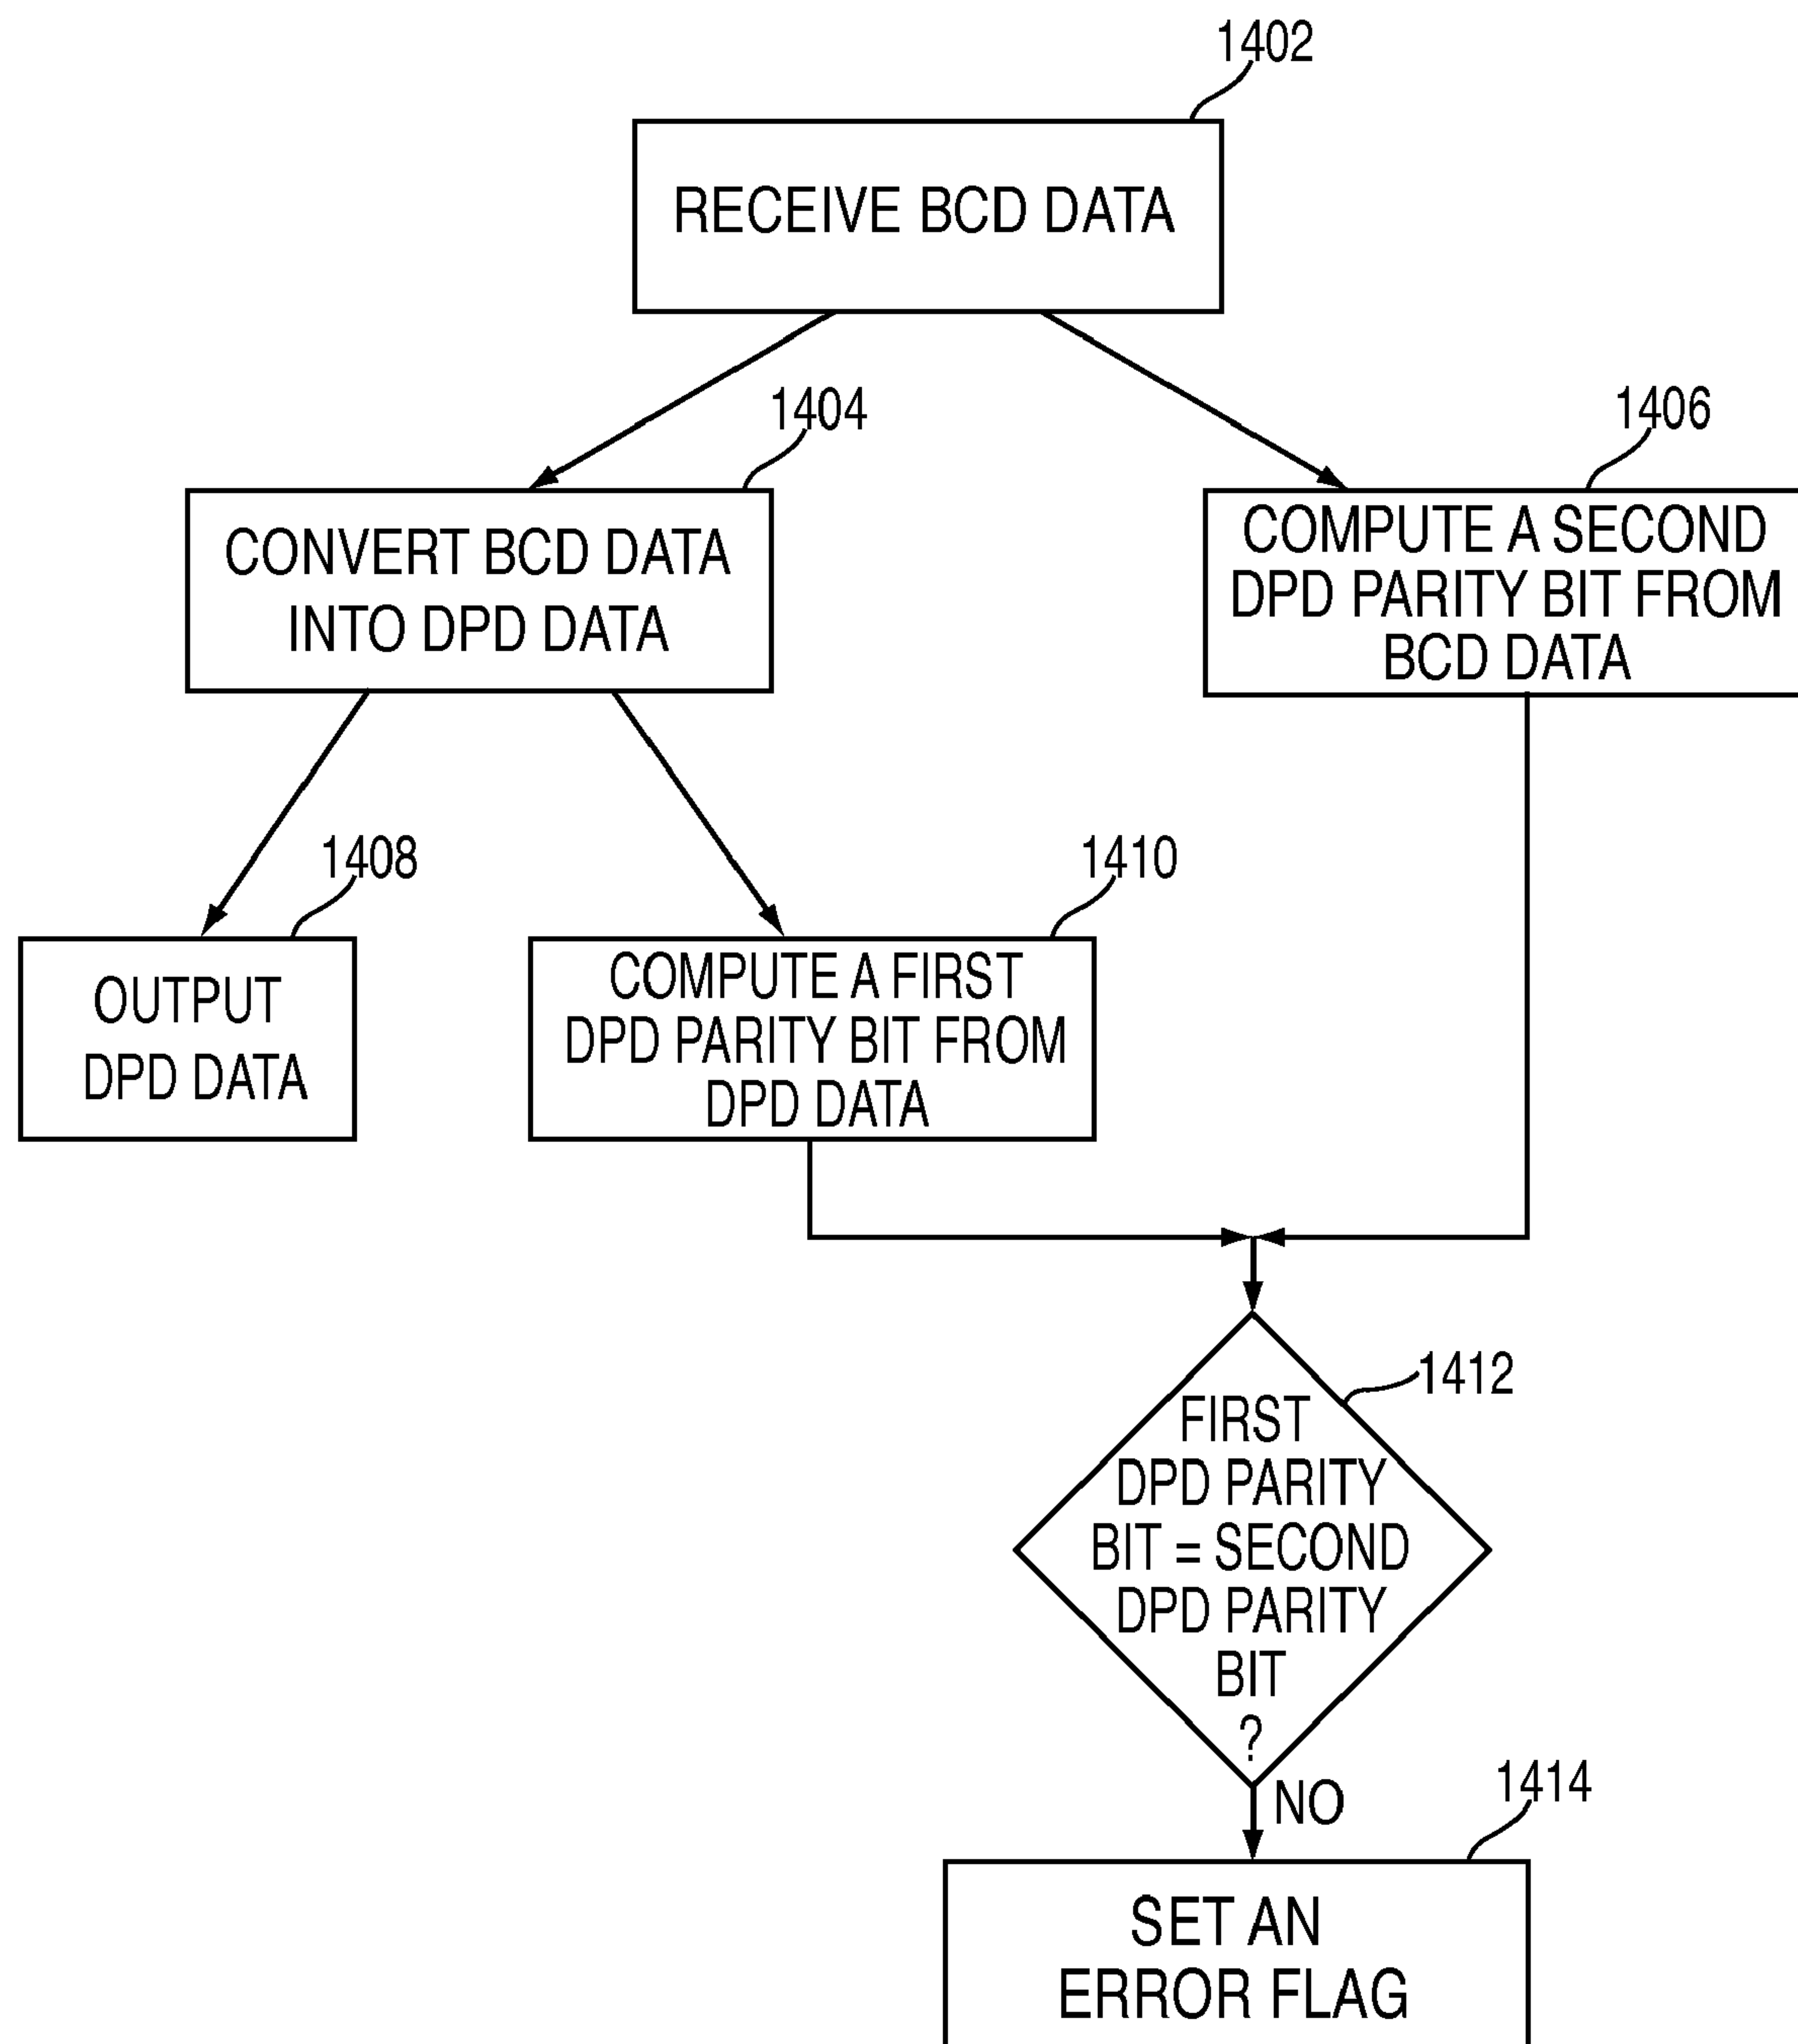 1402
RECEIVE BCD DATA
1404
1406
CONVERT BCD DATA
INTO DPD DATA
COMPUTE A SECOND
DPD PARITY BIT FROM
BCD DATA
1408
1410
OUTPUT
DPD DATA
COMPUTE A FIRST
DPD PARITY BIT FROM
DPD DATA
1412
FIRST
DPD PARITY
BIT = SECOND
DPD PARITY
BIT
?
NO
1414
SET AN
ERROR FLAG